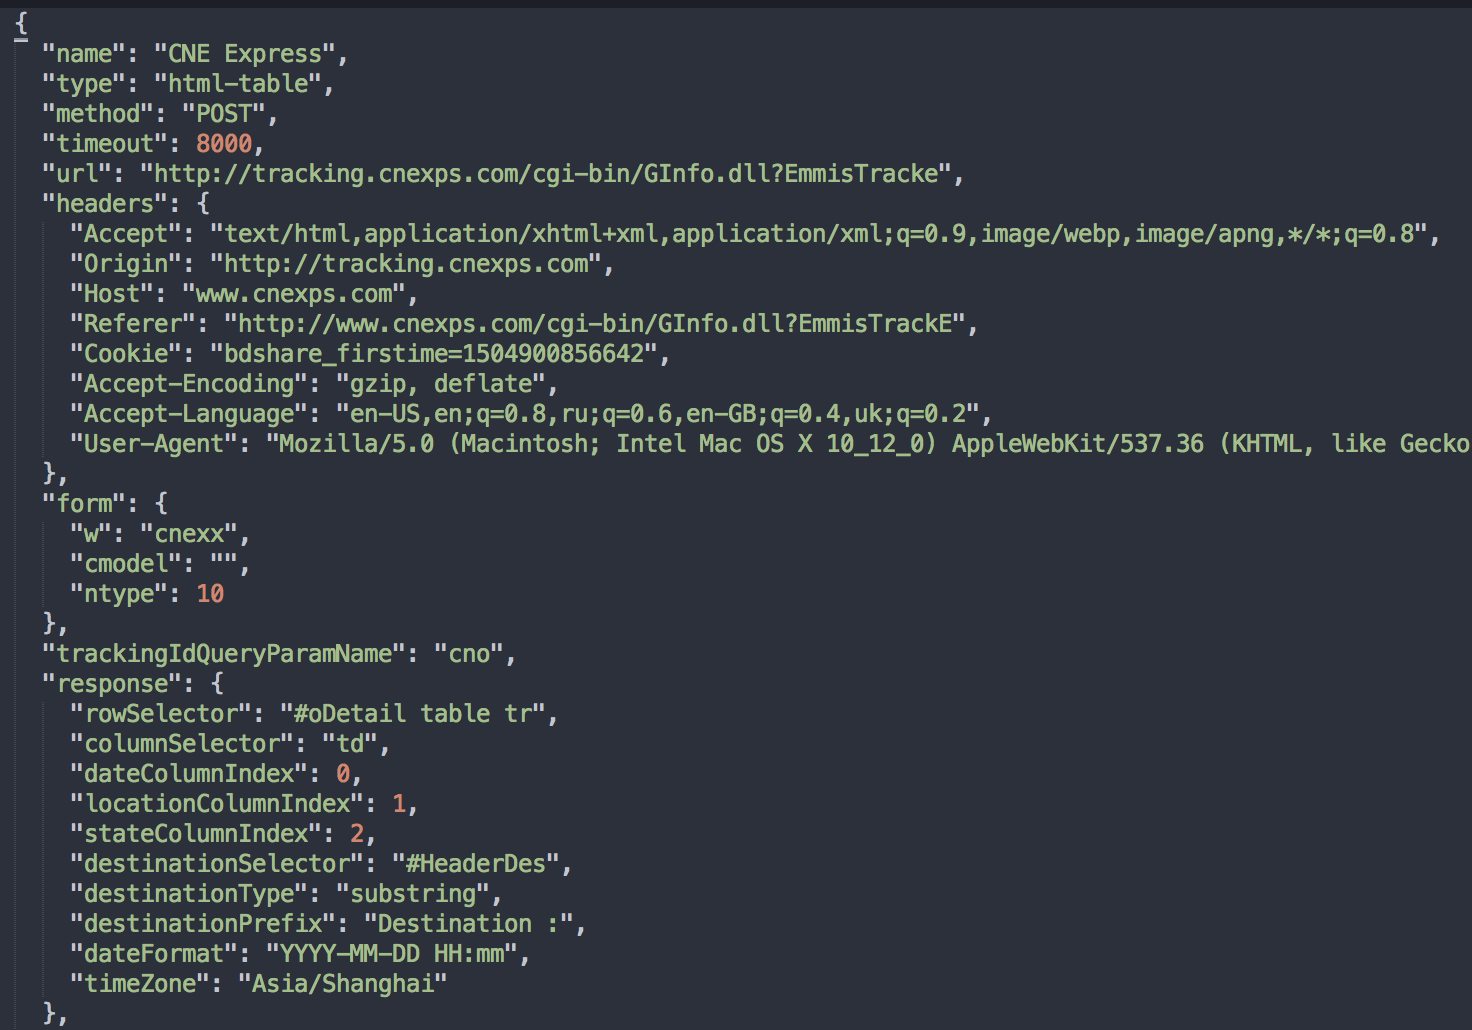 {
"name": "CNE Express",
"type": "html-table",
"method": "POST",
"timeout": 8000,
"url": "http://tracking.cnexps.com/cgi-bin/GInfo.dll?EmmisTracke",
"headers": {
"Accept": "text/html,application/xhtml+xml,application/xml;q=0.9,image/webp,image/apng,*/*;q=0.8",
"Origin": "http://tracking.cnexps.com",
"Host": "www.cnexps.com",
"Referer": "http://www.cnexps.com/cgi-bin/GInfo.dll?EmmisTrackE",
"Cookie": "bdshare_firstime=1504900856642",
"Accept-Encoding": "gzip, deflate",
"Accept-Language": "en-US,en;q=0.8,ru;q=0.6,en-GB;q=0.4,uk;q=0.2",
"User-Agent": "Mozilla/5.0 (Macintosh; Intel Mac OS X 10_12_0) AppleWebKit/537.36 (KHTML, like Gecko
},
"form": {
"w": "cnexx",
"cmodel": "",
"ntype": 10
},
"trackingIdQueryParamName": "cno",
"response": {
"rowSelector": "#oDetail table tr",
"columnSelector": "td",
"dateColumnIndex": 0,
"locationColumnIndex": 1,
"stateColumnIndex": 2,
"destinationSelector": "#HeaderDes",
"destinationType": "substring",
"destinationPrefix": "Destination :",
"dateFormat": "YYYY-MM-DD HH:mm",
"timeZone": "Asia/Shanghai"
},